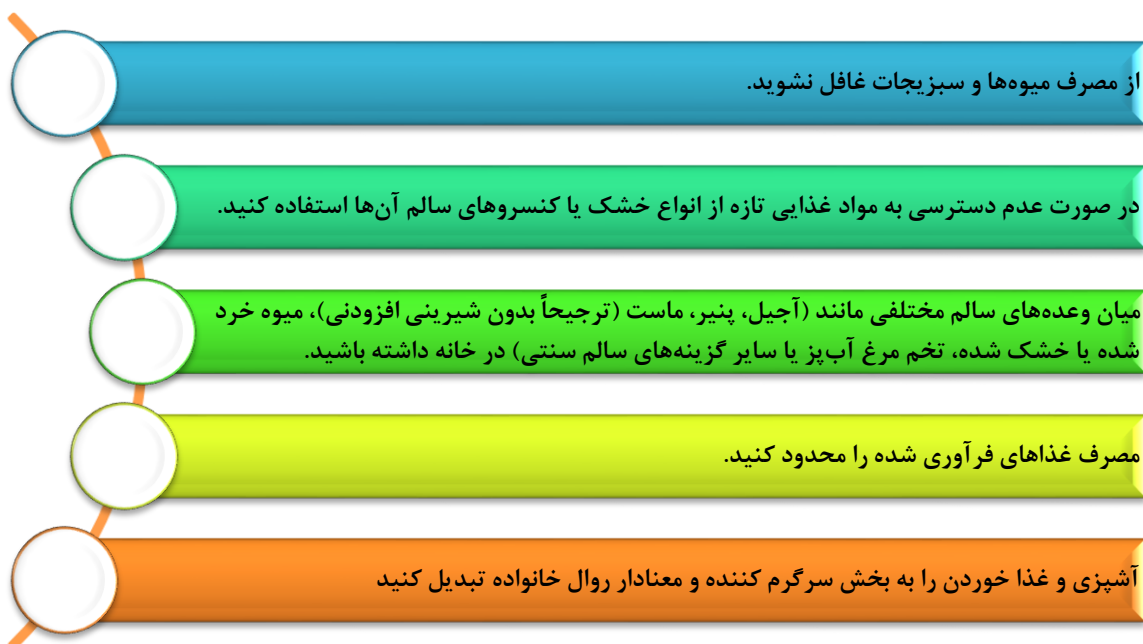 از مصرف میوه‌ها و سبزیجات غافل نشوید.
در صورت عدم دسترسی به مواد غذایی تازه از انواع خشک یا کنسروهای سالم آن‌ها استفاده کنید.
میان وعده‌های سالم مختلفی مانند (آجیل، پنیر، ماست (ترجیحاً بدون شیرینی افزودنی)، میوه خرد
شده یا خشک شده، تخم مرغ آب‌پز یا سایر گزینه‌های سالم سنتی) در خانه داشته باشید.
مصرف غذاهای فرآوری شده را محدود کنید.
آشپزی و غذا خوردن را به بخش سرگرم کننده و معنادار روال خانواده تبدیل کنید